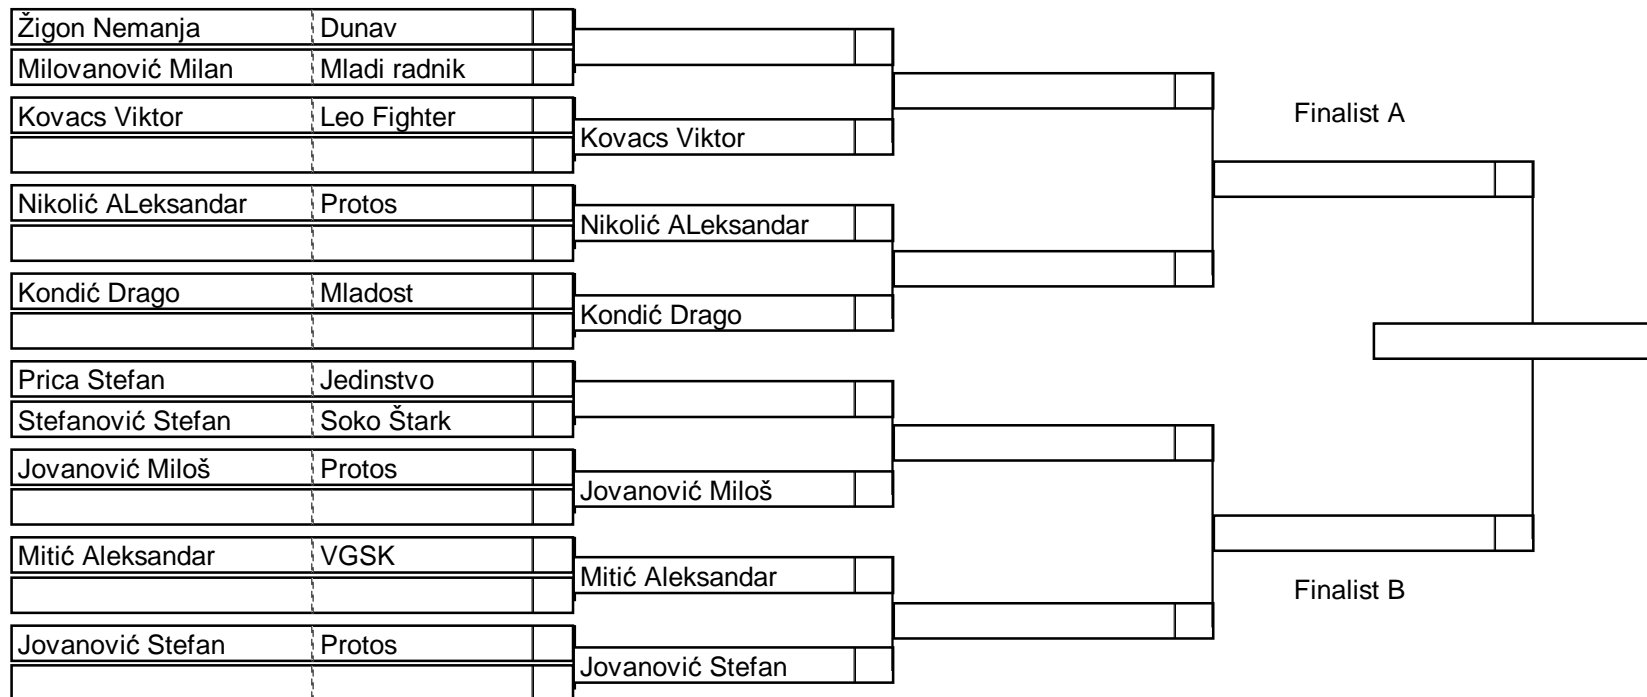 Žigon Nemanja Dunav
Milovanović Milan Mladi radnik
Kovacs Viktor Leo Fighter
Kovacs Viktor
Nikolić ALeksandar Protos
Nikolić ALeksandar
Kondić Drago Mladost
Kondić Drago
Prica Stefan Jedinstvo
Stefanović Stefan Soko Štark
Jovanović Miloš Protos
Jovanović Miloš
Mitić Aleksandar VGSK
Mitić Aleksandar
Jovanović Stefan Protos
Jovanović Stefan
Finalist A
Finalist B